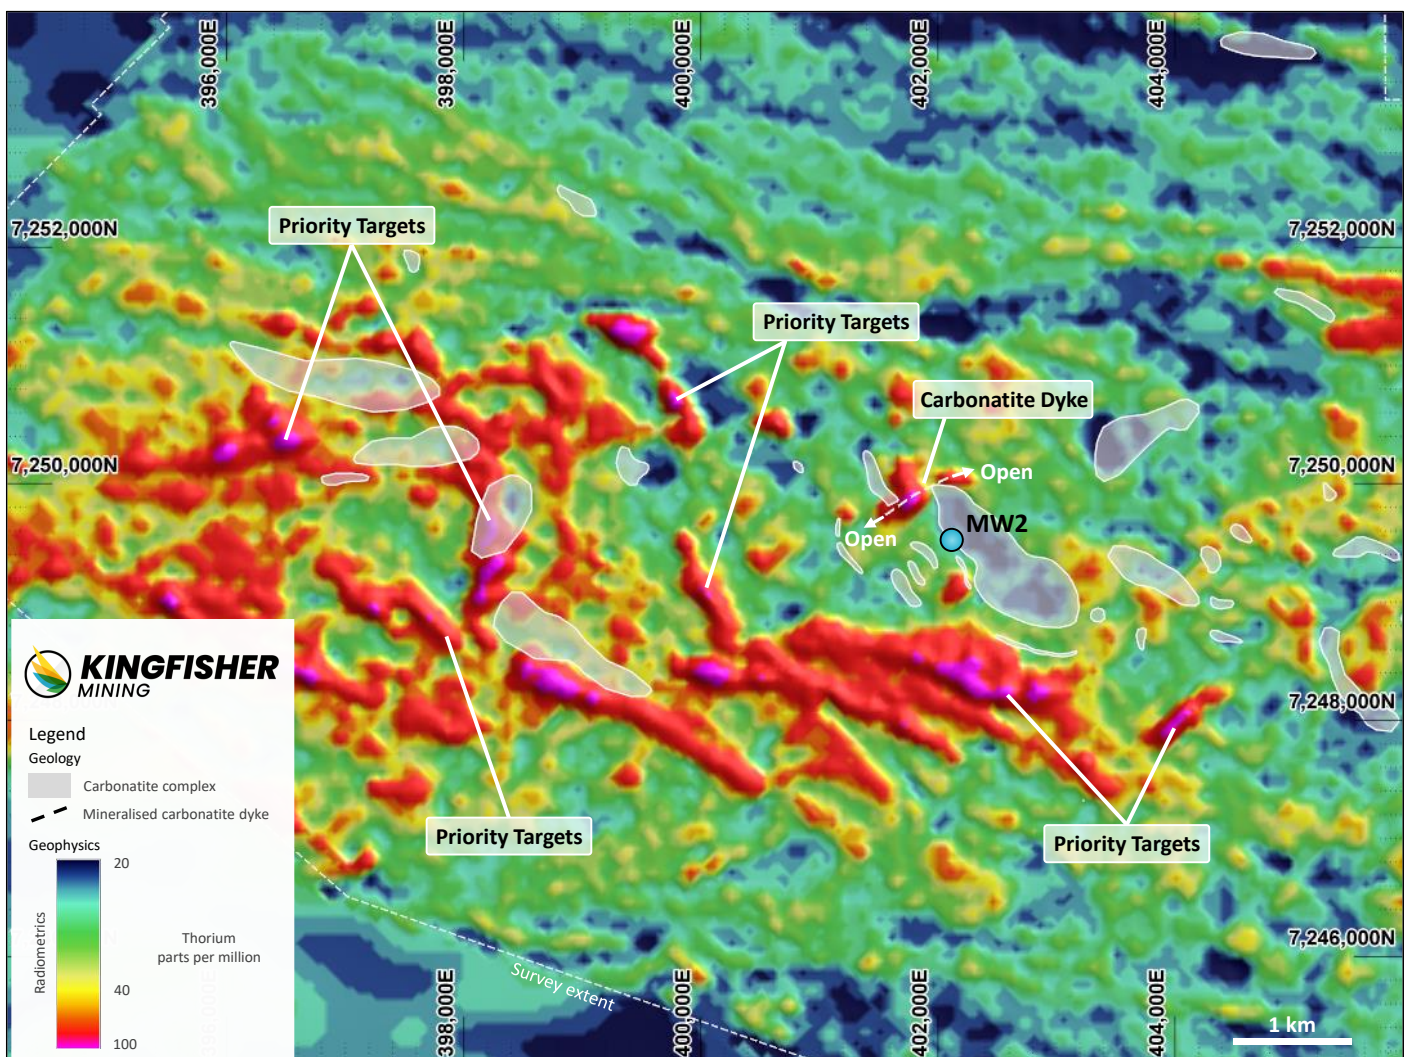 396,000E
398,000E
400,000E
402,000E
404,000E
7,252,000N
Priority Targets
7,252,000N
Priority Targets
Carbonatite Dyke
7,250,000N
7,250,000N
Open
MW2
Open
KINGFISHER
MINING
7,248,000N
Legend
Geology
Carbonatite complex
Mineralised carbonatite dyke
Geophysics
20
Radiometrics
Thorium
parts per million
40
100
Priority Targets
Priority Targets
7,246,000N
Survey extent
396,000E
398,000E
400,000E
402,000E
404,000E
1 km